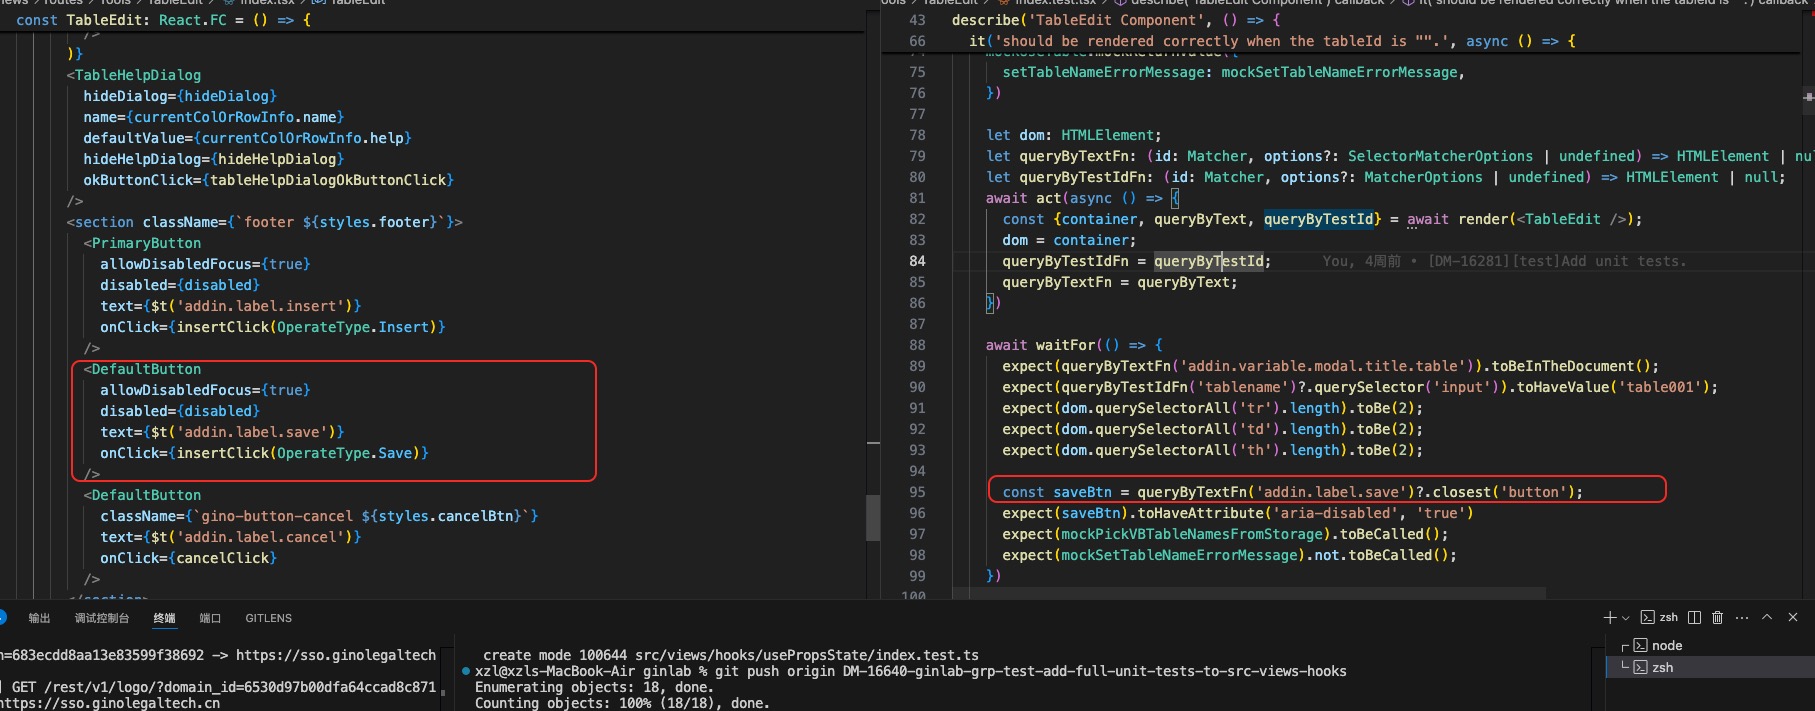 iews > routes > Tools > TableEdit > index.tsx > TableEdit
const TableEdit: React.FC = () => {
/>
)}
<TableHelpDialog
hideDialog={hideDialog}
name={currentColOrRowInfo.name}
defaultValue={currentColOrRowInfo.help}
hideHelpDialog={hideHelpDialog}
okButtonClick={tableHelpDialogOkButtonClick}
/>
<section className={`footer ${styles.footer}`}>
<PrimaryButton
allowDisabledFocus={true}
disabled={disabled}
text={$t('addin.label.insert')}
onClick={insertClick(OperateType.Insert)}
/>
<DefaultButton
allowDisabledFocus={true}
disabled={disabled}
text={$t('addin.label.save')}
onClick={insertClick(OperateType.Save)}
/>
<DefaultButton
className={`gino-button-cancel ${styles.cancelBtn}`}
text={$t('addin.label.cancel')}
onClick={cancelClick}
/>
</section>
ools > TableEdit > index.test.tsx > describe('TableEdit Component') callback > it('should be rendered correctly when the tableId is "".') callback
43 describe('TableEdit Component', () => {
66 it('should be rendered correctly when the tableId is "".', async () => {
74 mockUseTable.mockReturnValue({
75 setTableNameErrorMessage: mockSetTableNameErrorMessage,
76 })
77
78 let dom: HTMLElement;
79 let queryByTextFn: (id: Matcher, options?: SelectorMatcherOptions | undefined) => HTMLElement | nul
80 let queryByTestIdFn: (id: Matcher, options?: MatcherOptions | undefined) => HTMLElement | null;
81 await act(async () => {
82 const {container, queryByText, queryByTestId} = await render(<TableEdit />);
83 dom = container;
84 queryByTestIdFn = queryByTestId; You, 4周前 • [DM-16281][test]Add unit tests.
85 queryByTextFn = queryByText;
86 })
87
88 await waitFor(() => {
89 expect(queryByTextFn('addin.variable.modal.title.table')).toBeInTheDocument();
90 expect(queryByTestIdFn('tablename')?.querySelector('input')).toHaveValue('table001');
91 expect(dom.querySelectorAll('tr').length).toBe(2);
92 expect(dom.querySelectorAll('td').length).toBe(2);
93 expect(dom.querySelectorAll('th').length).toBe(2);
94
95 const saveBtn = queryByTextFn('addin.label.save')?.closest('button');
96 expect(saveBtn).toHaveAttribute('aria-disabled', 'true')
97 expect(mockPickVBTableNamesFromStorage).toBeCalled();
98 expect(mockSetTableNameErrorMessage).not.toBeCalled();
99 })
100
输出 调试控制台 终端 端口 GITLENS
zsh
n=683ecdd8aa13e83599f38692 -> https://sso.ginolegaltech
] GET /rest/v1/logo/?domain_id=6530d97b00dfa64ccad8c871
https://sso.ginolegaltech.cn
create mode 100644 src/views/hooks/usePropsState/index.test.ts
xzl@xzls-MacBook-Air ginlab % git push origin DM-16640-ginlab-grp-test-add-full-unit-tests-to-src-views-hooks
Enumerating objects: 18, done.
Counting objects: 100% (18/18), done.
node
zsh